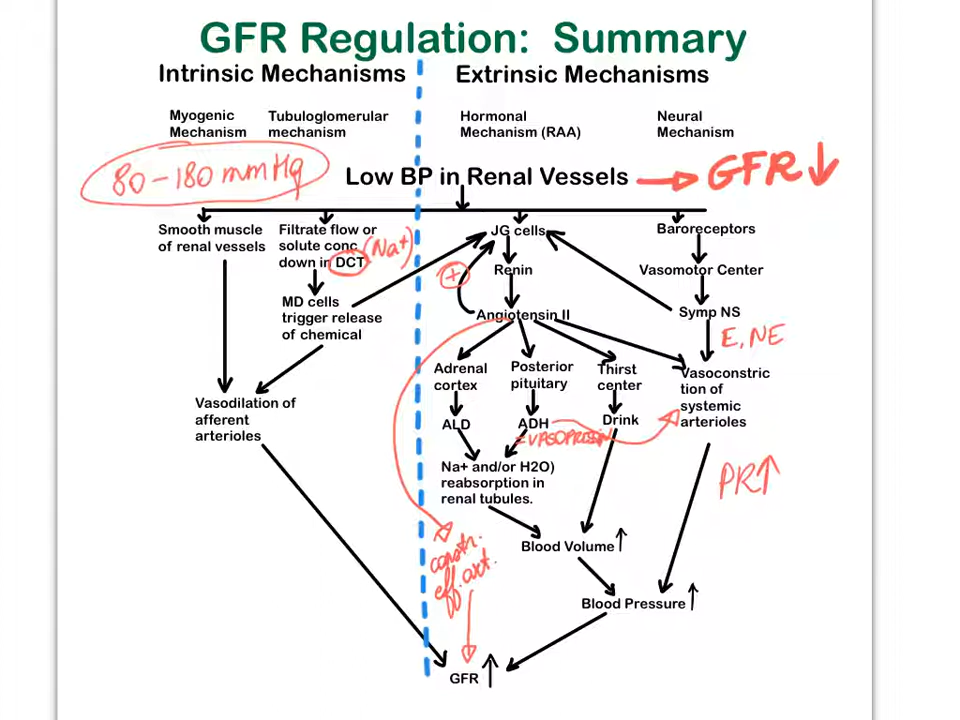 GFR Regulation: Summary
Intrinsic Mechanisms
Extrinsic Mechanisms
Myogenic
Mechanism
Tubuloglomerular
mechanism
Hormonal
Mechanism (RAA)
Neural
Mechanism
80-180 mmHg
Low BP in Renal Vessels
GFR ↓
Smooth muscle
of renal vessels
Filtrate flow or
solute conc
down in DCT
(Na+)
MD cells
trigger release
of chemical
Vasodilation of
afferent
arterioles
JG cells
Renin
+
Angiotensin II
Adrenal
cortex
ALD
Posterior
pituitary
ADH
= VASOPRESSIN
Thirst
center
Drink
Na+ and/or H2O)
reabsorption in
renal tubules.
Baroreceptors
Vasomotor Center
Symp NS
E, NE
Vasoconstric
tion of
systemic
arterioles
PR↑
Blood Volume ↑
constr.
eff. art.
Blood Pressure ↑
GFR ↑